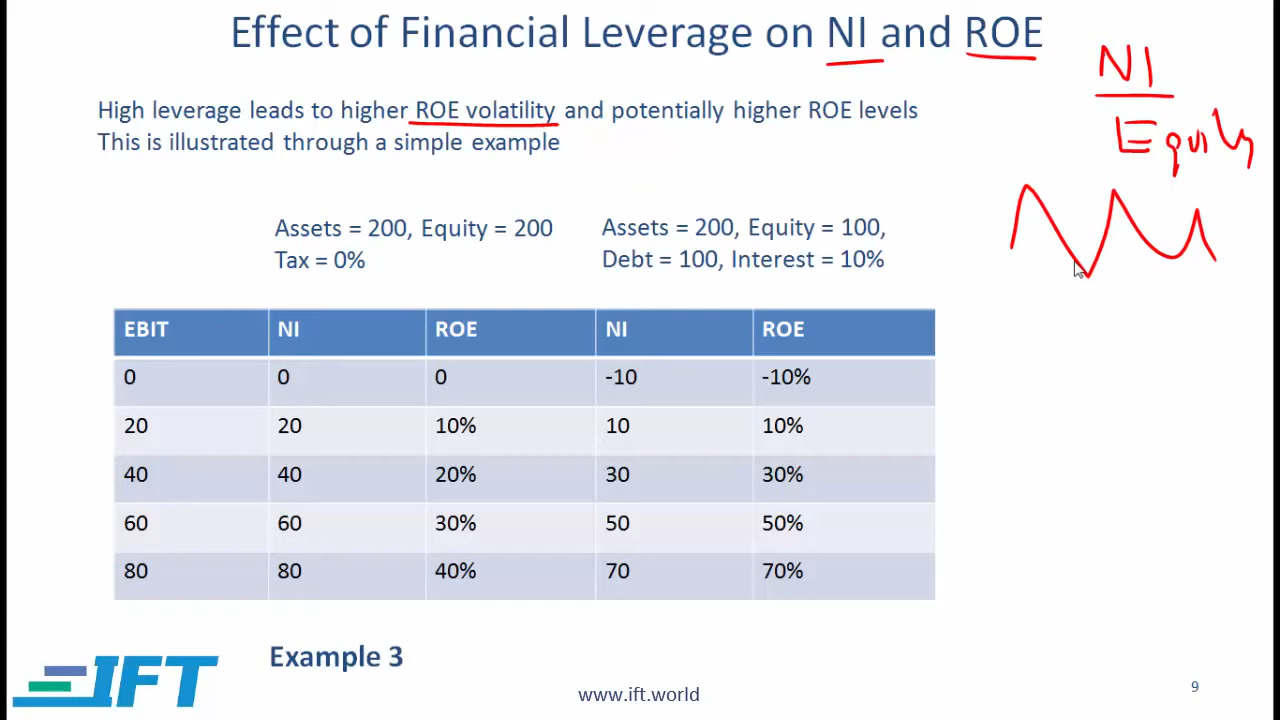 Effect of Financial Leverage on NI and ROE
NI
Equity
High leverage leads to higher ROE volatility and potentially higher ROE levels
This is illustrated through a simple example
Assets = 200, Equity = 200
Tax = 0%
Assets = 200, Equity = 100,
Debt = 100, Interest = 10%
EBIT NI ROE NI ROE
0 0 0 -10 -10%
20 20 10% 10 10%
40 40 20% 30 30%
60 60 30% 50 50%
80 80 40% 70 70%
Example 3
IFT
www.ift.world
9